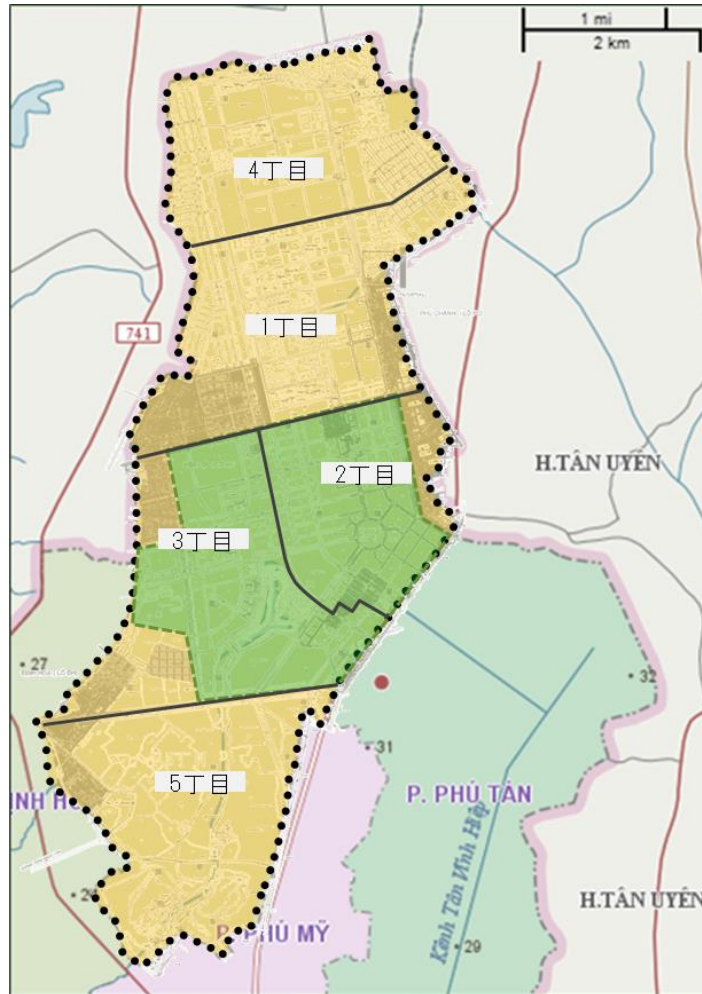 1 mi
2 km
4丁目
741
1丁目
H.TÂN UYÊN
2丁目
3丁目
27
32
31
5丁目
P. PHÚ TÂN
Kênh Tân Vĩnh Hiệp
H.TÂN UYÊN
P. PHÚ MỸ
29